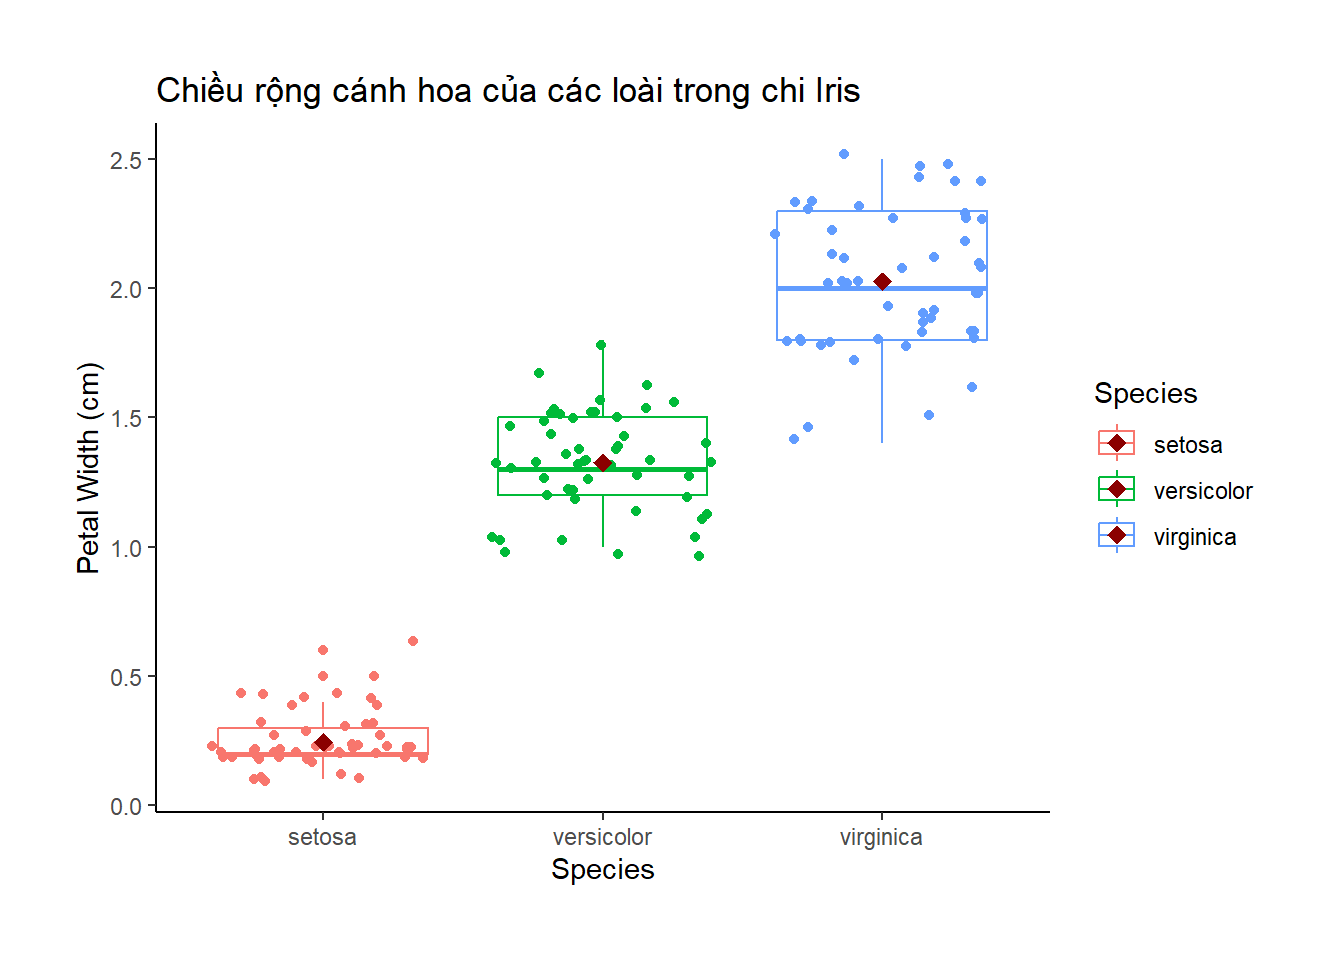 Chiều rộng cánh hoa của các loài trong chi Iris
2.5
2.0
1.5
1.0
0.5
0.0
Petal Width (cm)
setosa
versicolor
virginica
Species
Species
setosa
versicolor
virginica